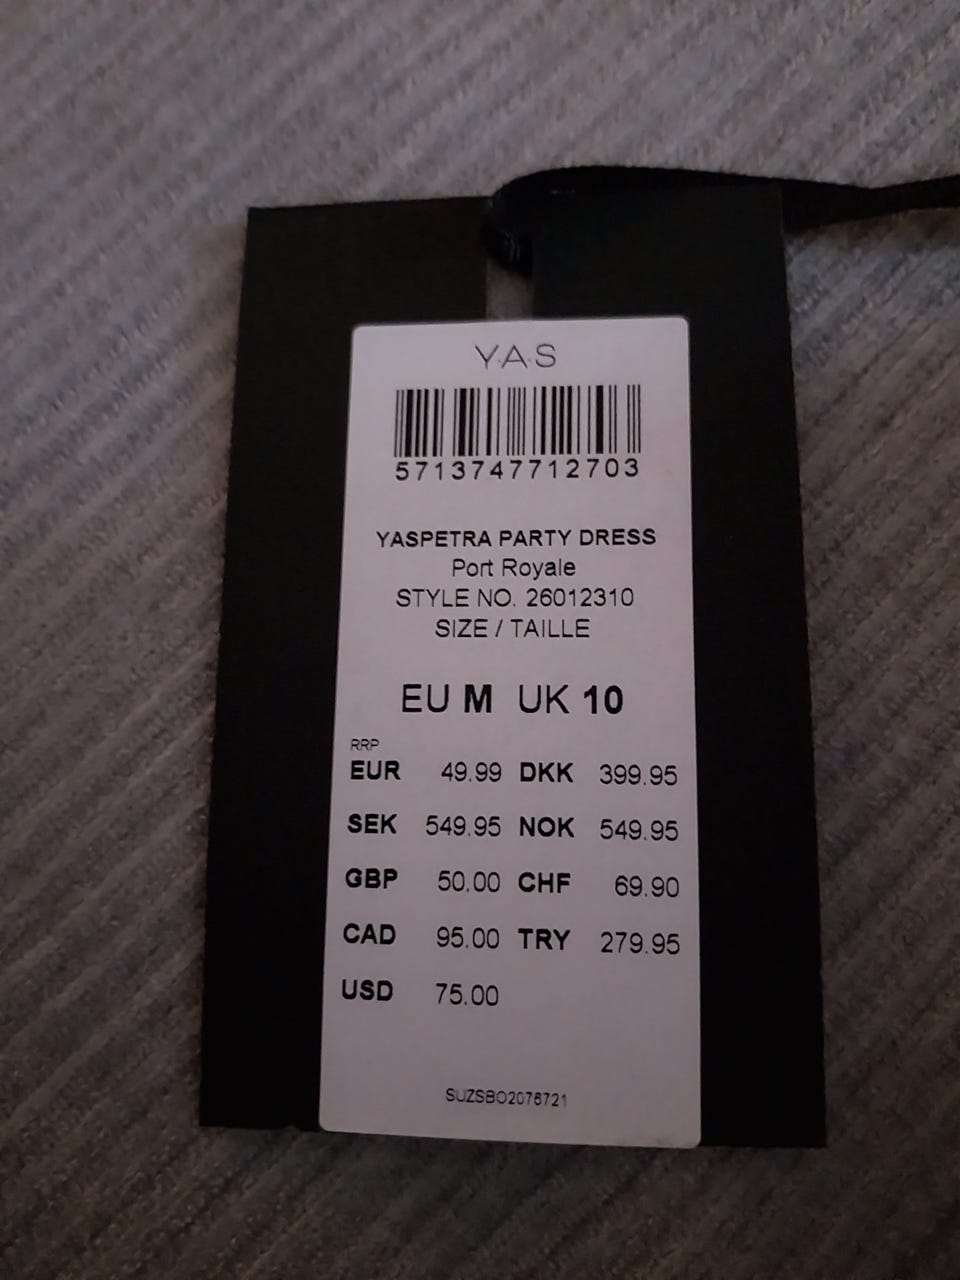 Y.A.S
5713747712703
YASPETRA PARTY DRESS
Port Royale
STYLE NO. 26012310
SIZE / TAILLE
EU M UK 10
RRP
EUR 49.99 DKK 399.95
SEK 549.95 NOK 549.95
GBP 50.00 CHF 69.90
CAD 95.00 TRY 279.95
USD 75.00
SUZSBO2076721